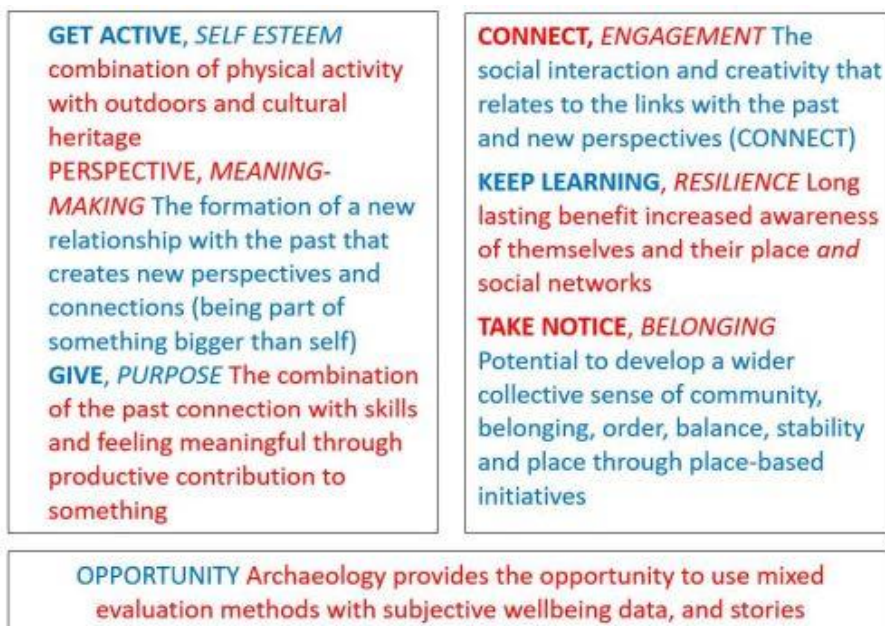 GET ACTIVE, SELF ESTEEM
combination of physical activity
with outdoors and cultural
heritage
PERSPECTIVE, MEANING-
MAKING The formation of a new
relationship with the past that
creates new perspectives and
connections (being part of
something bigger than self)
GIVE, PURPOSE The combination
of the past connection with skills
and feeling meaningful through
productive contribution to
something
CONNECT, ENGAGEMENT The
social interaction and creativity that
relates to the links with the past
and new perspectives (CONNECT)
KEEP LEARNING, RESILIENCE Long
lasting benefit increased awareness
of themselves and their place and
social networks
TAKE NOTICE, BELONGING
Potential to develop a wider
collective sense of community,
belonging, order, balance, stability
and place through place-based
initiatives
OPPORTUNITY Archaeology provides the opportunity to use mixed
evaluation methods with subjective wellbeing data, and stories